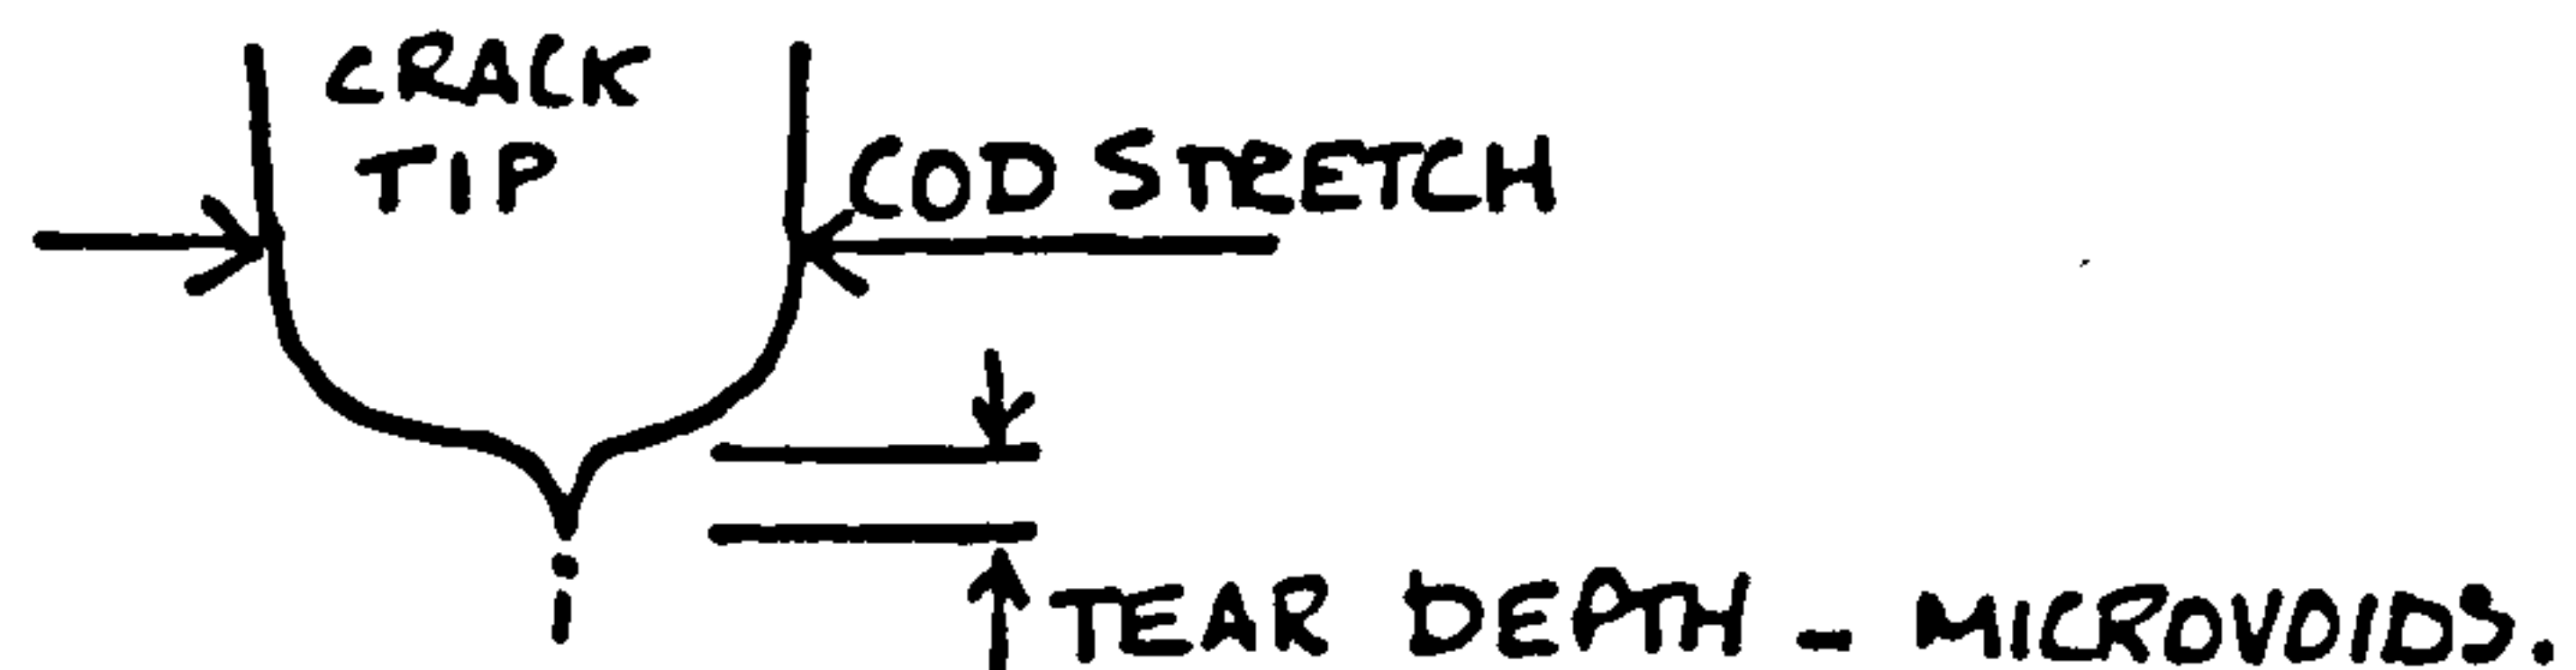 CRACK
TIP
COD STRETCH
TEAR DEPTH - MICROVOIDS.